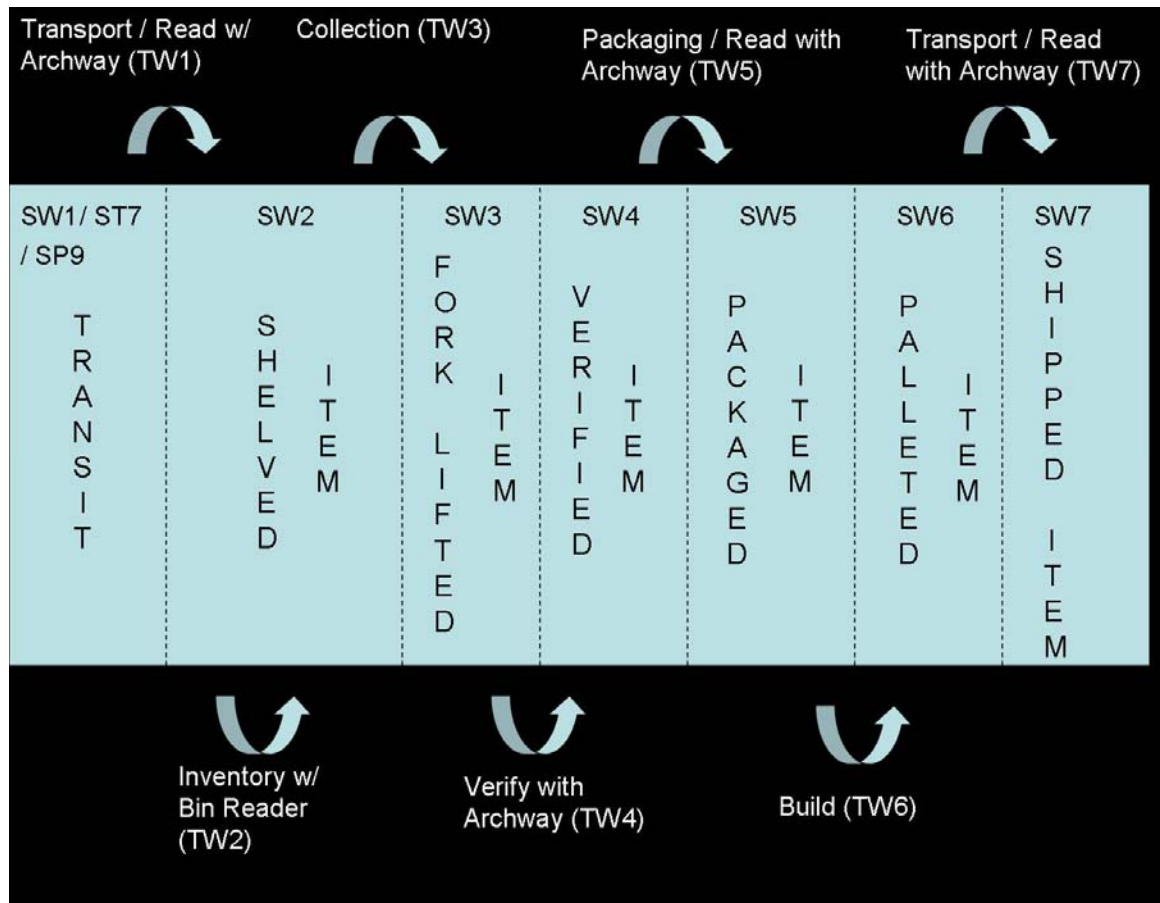 Transport / Read w/
Archway (TW1)
Collection (TW3)
Packaging / Read with
Archway (TW5)
Transport / Read
with Archway (TW7)
SW1/ ST7
/ SP9
TRANSIT
SW2
SHELVED
ITEM
SW3
FORK LIFTED
ITEM
SW4
VERIFIED
ITEM
SW5
PACKAGED
ITEM
SW6
PALLETED
ITEM
SW7
SHIPPED ITEM
Inventory w/
Bin Reader
(TW2)
Verify with
Archway (TW4)
Build (TW6)